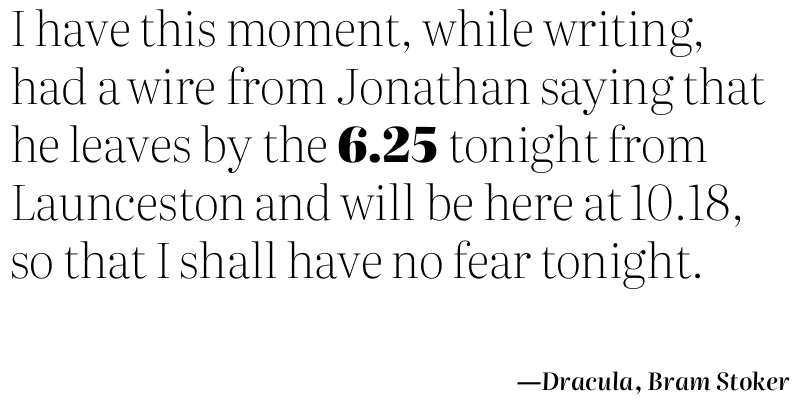 I have this moment, while writing,
had a wire from Jonathan saying that
he leaves by the 6.25 tonight from
Launceston and will be here at 10.18,
so that I shall have no fear tonight.
—Dracula, Bram Stoker